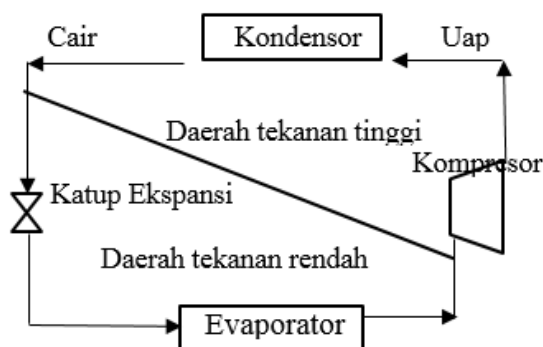 Cair
Kondensor
Uap
Daerah tekanan tinggi
Kompresor
Katup Ekspansi
Daerah tekanan rendah
Evaporator